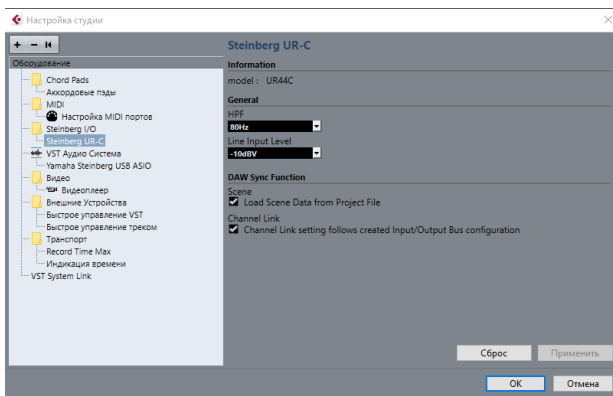 Настройка студии
+ -
Оборудование
Chord Pads
Аккордовые пэды
MIDI
Настройка MIDI портов
Steinberg I/O
Steinberg UR-C
VST Аудио Система
Yamaha Steinberg USB ASIO
Видео
Видеоплеер
Внешние Устройства
Быстрое управление VST
Быстрое управление треком
Транспорт
Record Time Max
Индикация времени
VST System Link
Steinberg UR-C
Information
model : UR44C
General
HPF
80Hz
Line Input Level
-10dBV
DAW Sync Function
Scene
Load Scene Data from Project File
Channel Link
Channel Link setting follows created Input/Output Bus configuration
Сброс
Применить
OK
Отмена